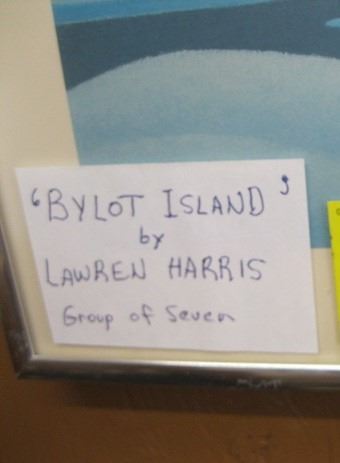 'BYLOT ISLAND'
by
LAWREN HARRIS
Group of Seven